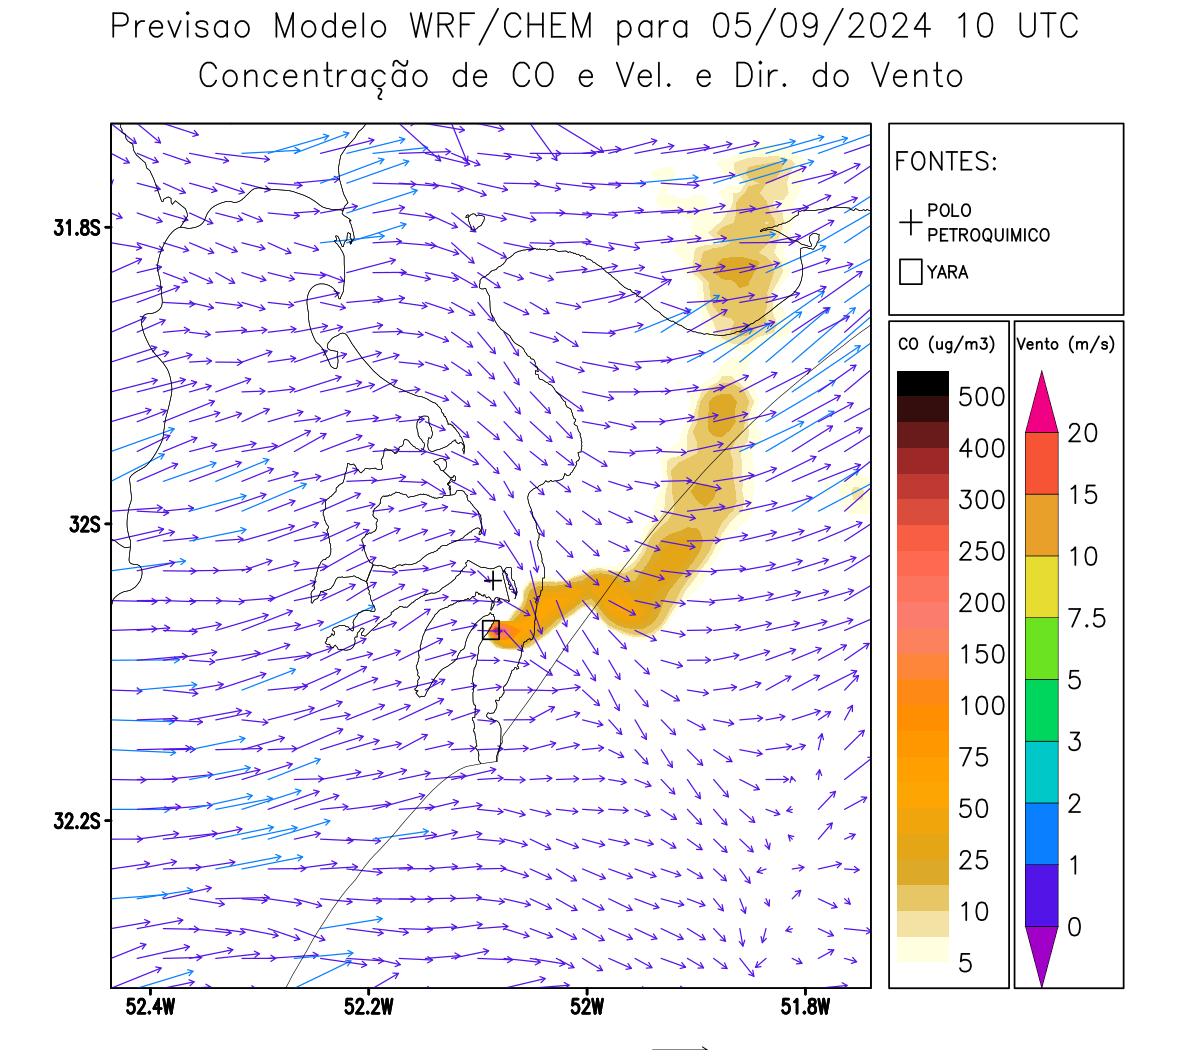 Previsao Modelo WRF/CHEM para 05/09/2024 10 UTC
Concentração de CO e Vel. e Dir. do Vento
FONTES:
POLO
PETROQUIMICO
YARA
CO (ug/m3)
500
400
300
250
200
150
100
75
50
25
10
5
Vento (m/s)
20
15
10
7.5
5
3
2
1
0
31.8S
32S
32.2S
52.4W
52.2W
52W
51.8W